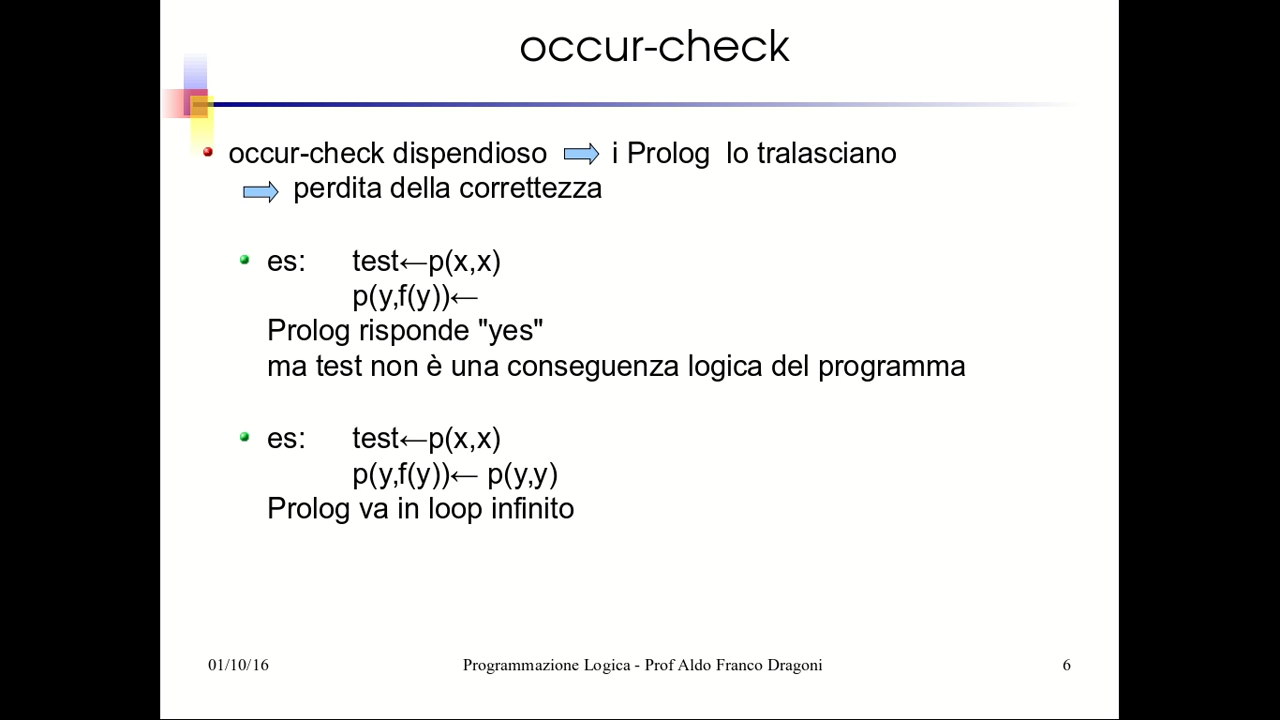 occur-check
occur-check dispendioso ⇨ i Prolog lo tralasciano
⇨ perdita della correttezza
es: test←p(x,x)
p(y,f(y))←
Prolog risponde "yes"
ma test non è una conseguenza logica del programma
es: test←p(x,x)
p(y,f(y))← p(y,y)
Prolog va in loop infinito
01/10/16 Programmazione Logica - Prof Aldo Franco Dragoni 6